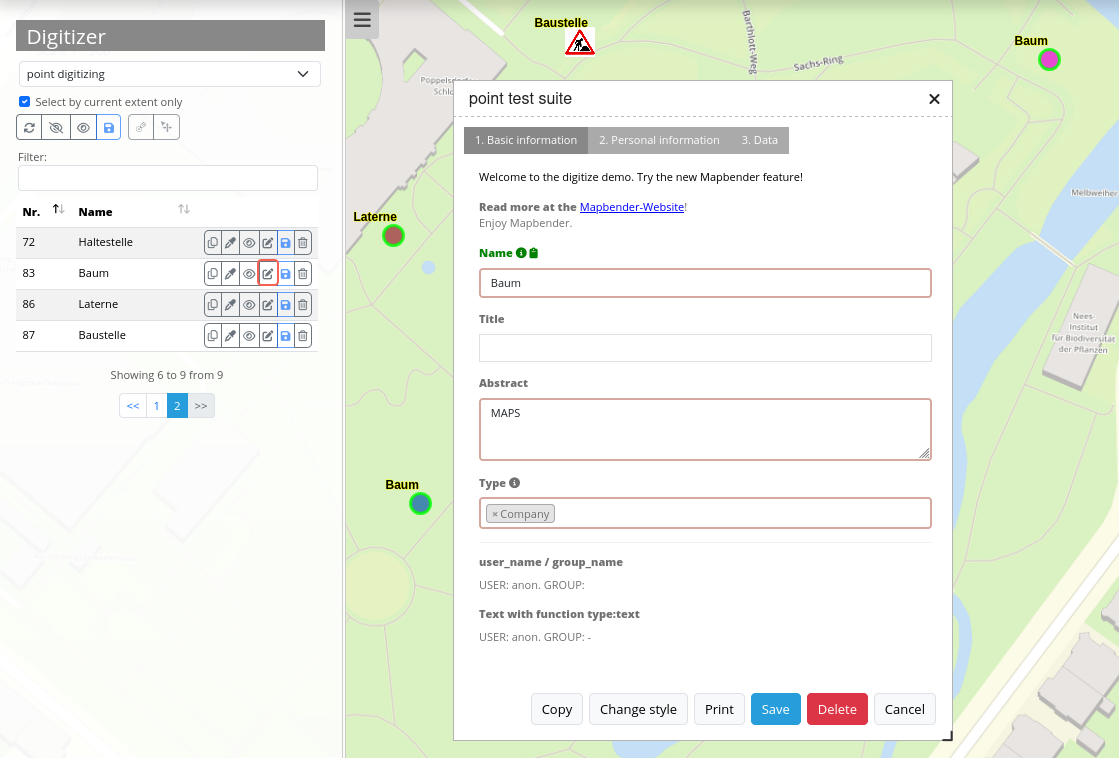 Digitizer
point digitizing
Select by current extent only
Filter:
Nr. Name
72 Haltestelle
83 Baum
86 Laterne
87 Baustelle
Showing 6 to 9 from 9
<< 1 2 >>
Baustelle
Barthlott-Weg
Sachs-Ring
Baum
Laterne
Baum
Melbweiher
Nees-
Institut
für Biodiversität
der Pflanzen
point test suite
1. Basic information 2. Personal information 3. Data
Welcome to the digitize demo. Try the new Mapbender feature!
Read more at the Mapbender-Website!
Enjoy Mapbender.
Name
Baum
Title
Abstract
MAPS
Type
× Company
user_name / group_name
USER: anon. GROUP:
Text with function type:text
USER: anon. GROUP: -
Copy Change style Print Save Delete Cancel